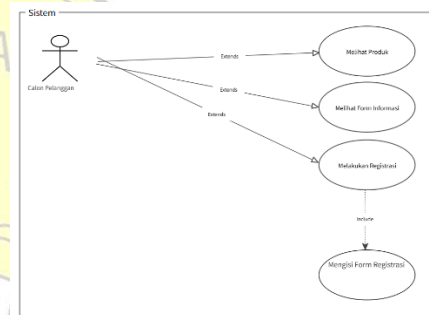 Sistem
Calon Pelanggan
Extends
Melihat Produk
Extends
Melihat Form Informasi
Extends
Melakukan Registrasi
Include
Mengisi Form Registrasi